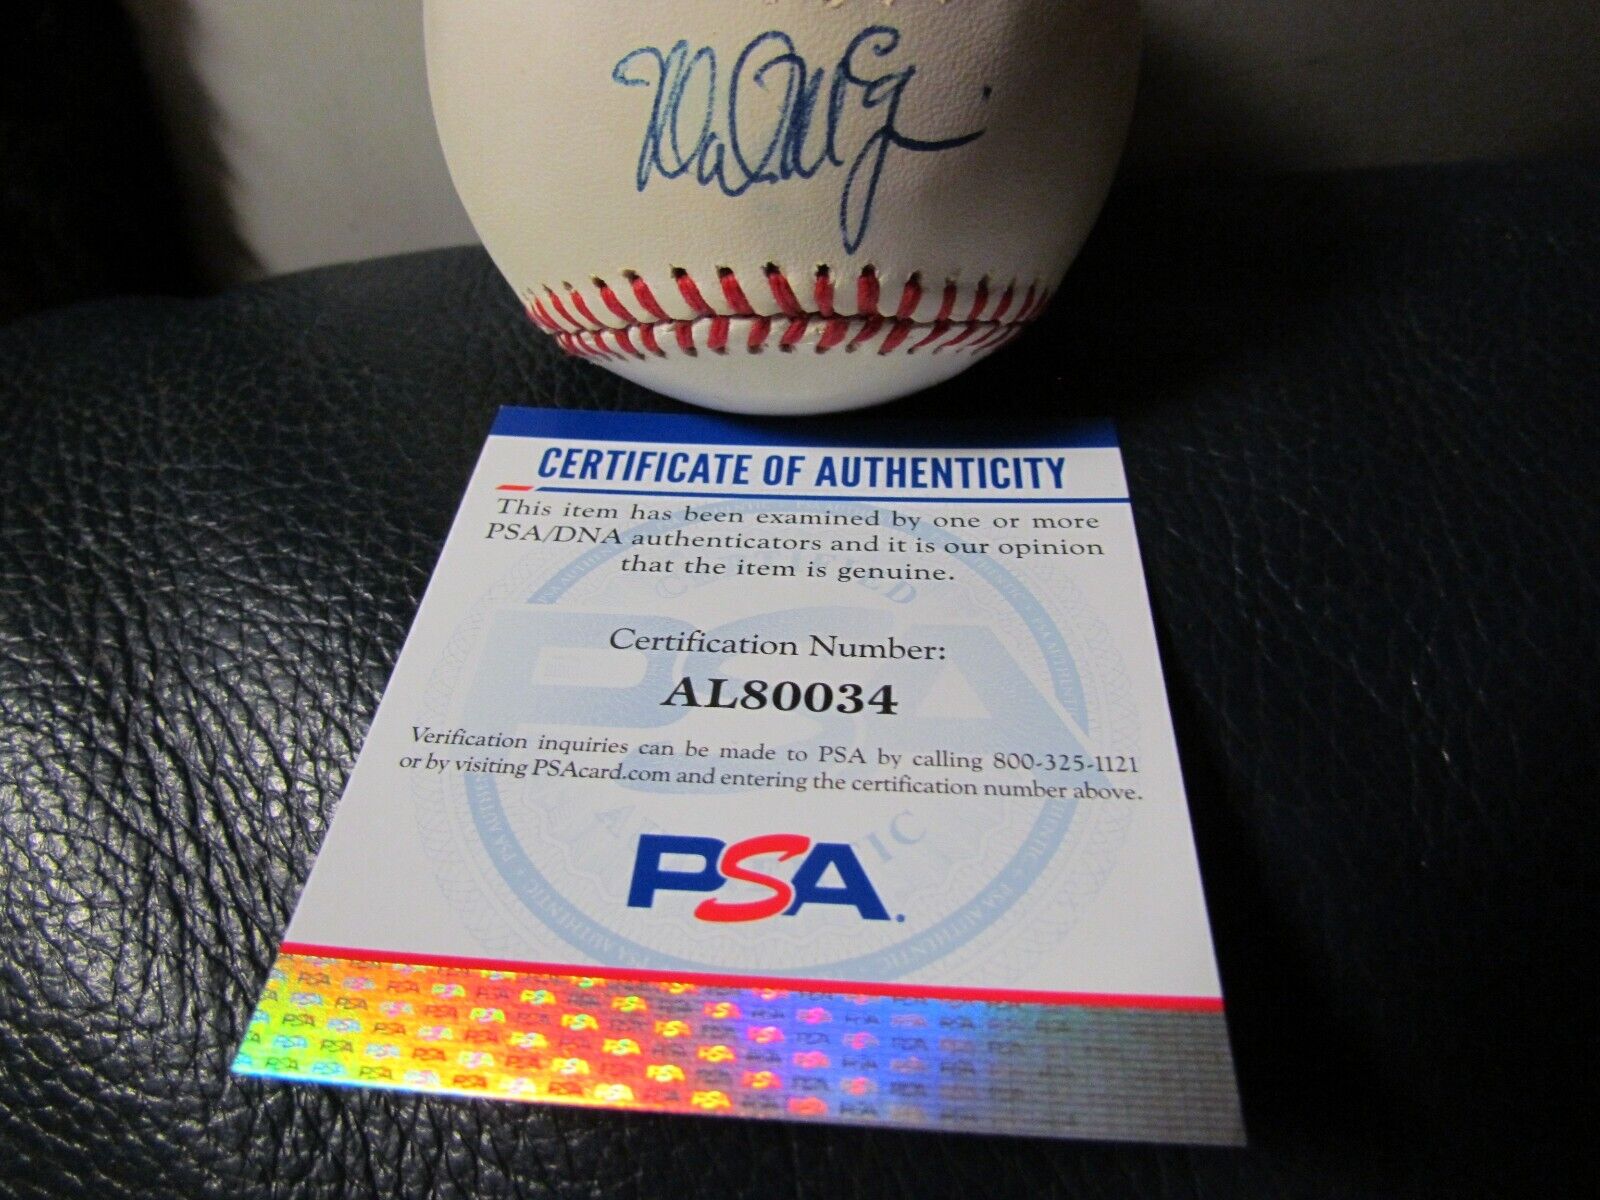 CERTIFICATE OF AUTHENTICITY
This item has been examined by one or more
PSA/DNA authenticators and it is our opinion
that the item is genuine.
Certification Number:
AL80034
Verification inquiries can be made to PSA by calling 800-325-1121
or by visiting PSAcard.com and entering the certification number above.
PSA